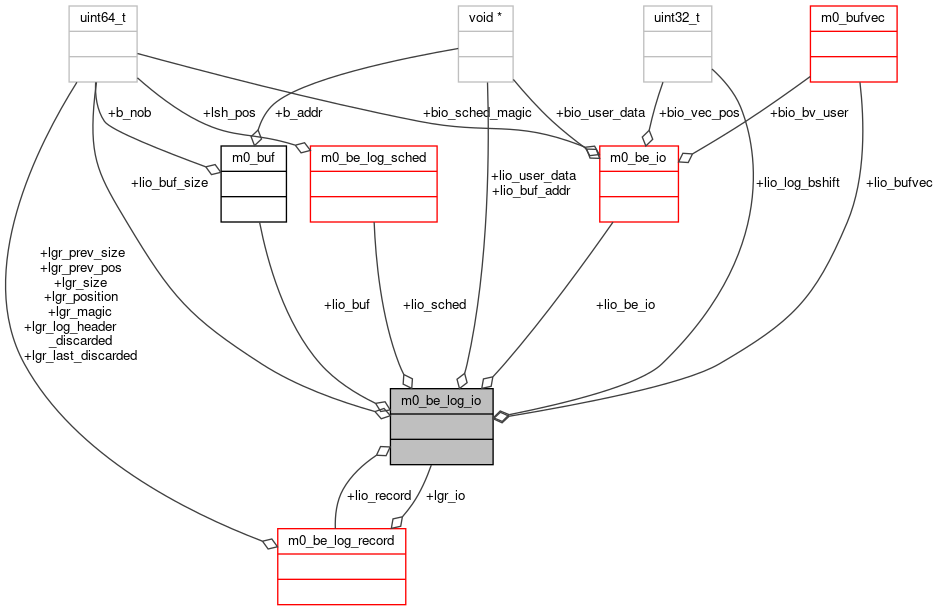 uint64_t
void *
uint32_t
m0_bufvec
+b_nob
+lsh_pos
+b_addr
+bio_sched_magic
+bio_user_data
+bio_vec_pos
+bio_bv_user
m0_buf
m0_be_log_sched
m0_be_io
+lio_buf_size
+lio_user_data
+lio_buf_addr
+lio_log_bshift
+lio_bufvec
+lgr_prev_size
+lgr_prev_pos
+lgr_size
+lgr_position
+lgr_magic
+lgr_log_header
_discarded
+lgr_last_discarded
+lio_buf
+lio_sched
+lio_be_io
m0_be_log_io
+lio_record
+lgr_io
m0_be_log_record